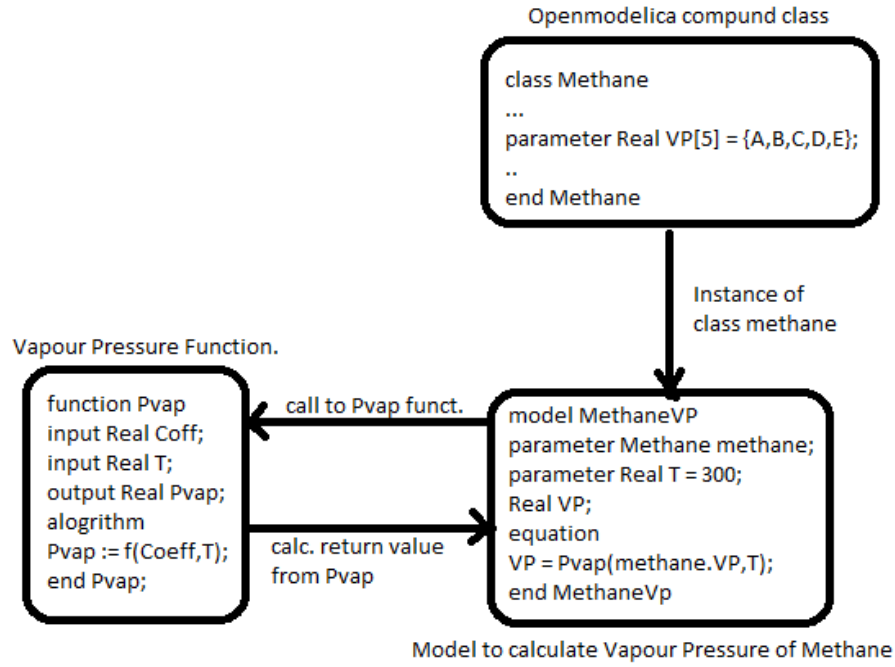 Openmodelica compund class
class Methane
...
parameter Real VP[5] = {A,B,C,D,E};
..
end Methane
Instance of
class methane
Vapour Pressure Function.
function Pvap
input Real Coff;
input Real T;
output Real Pvap;
alogrithm
Pvap := f(Coeff,T);
end Pvap;
call to Pvap funct.
calc. return value
from Pvap
model MethaneVP
parameter Methane methane;
parameter Real T = 300;
Real VP;
equation
VP = Pvap(methane.VP,T);
end MethaneVp
Model to calculate Vapour Pressure of Methane